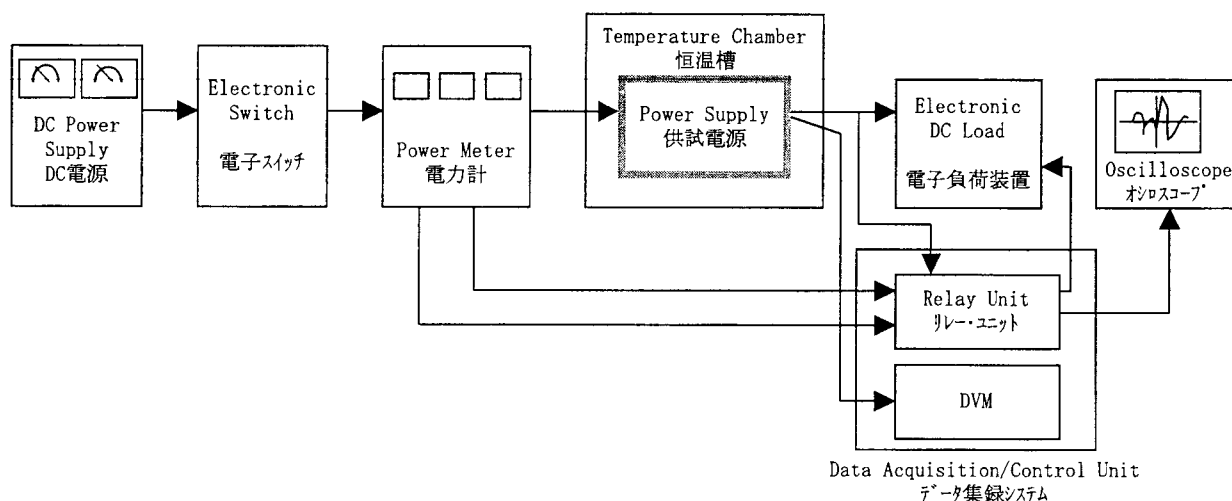 DC Power
Supply
DC電源
Electronic
Switch
電子スイッチ
Power Meter
電力計
Temperature Chamber
恒温槽
Power Supply
供試電源
Electronic
DC Load
電子負荷装置
Oscilloscope
オシロスコープ
Relay Unit
リレー・ユニット
DVM
Data Acquisition/Control Unit
データ集録システム